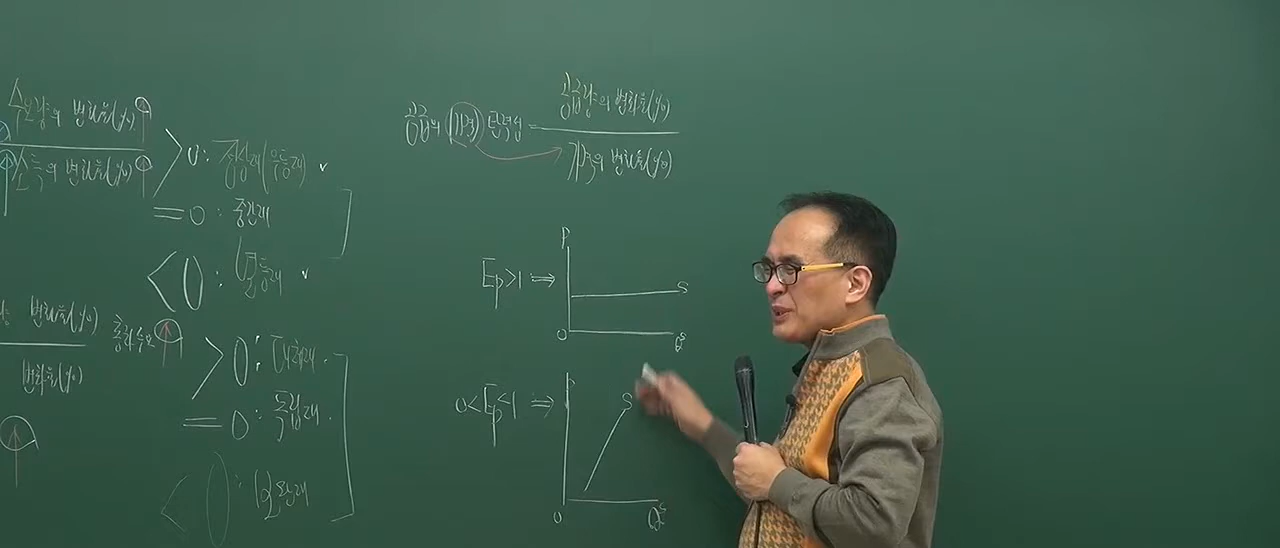 수요량의 변화율(%)
소득의 변화율(%)
>0: 정상재(우등재) ✓
=0: 중간재
<0: 열등재 ✓
변화율(%)
변화율(%)
>0: 대체재
=0: 독립재
<0: 보완재
공급의 (가격) 탄력성 =
공급량의 변화율(%)
가격의 변화율(%)
Ep>1 ⇒
P
S
0
Qˢ
0<Ep<1 ⇒
P
S
0
Qˢ